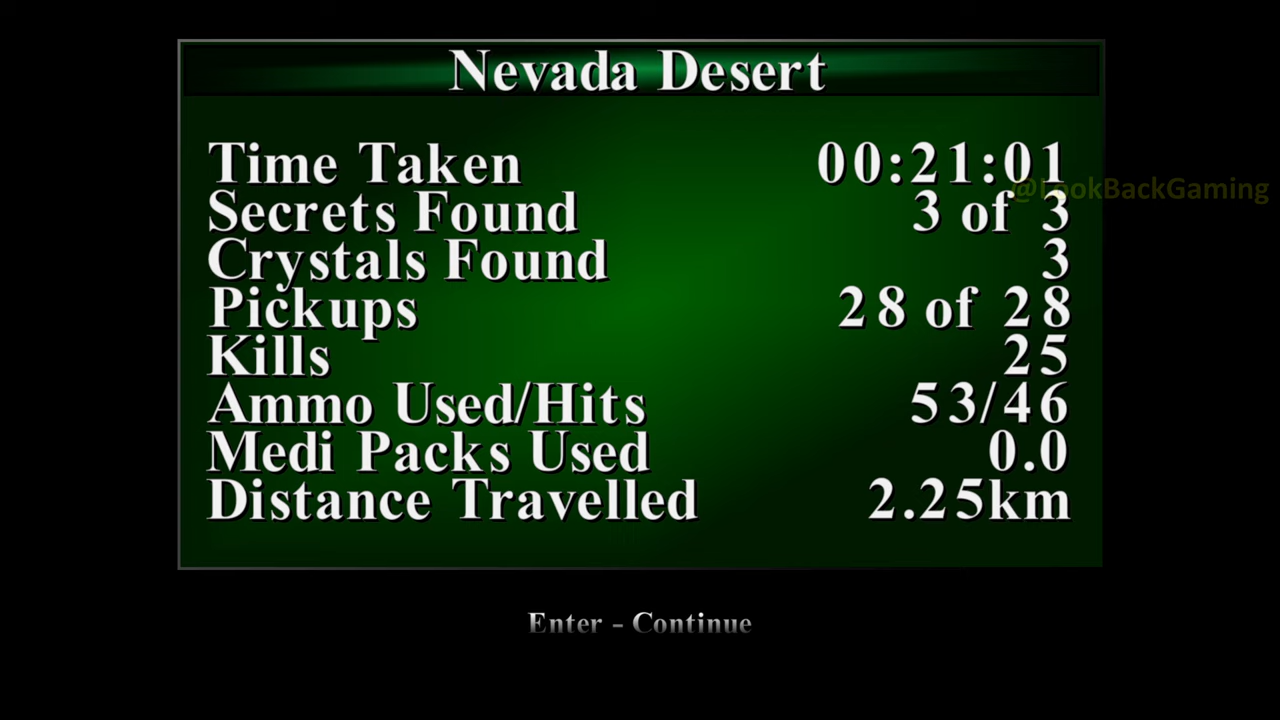 Nevada Desert
Time Taken 00:21:01
@LookBackGaming
Secrets Found 3 of 3
Crystals Found 3
Pickups 28 of 28
Kills 25
Ammo Used/Hits 53/46
Medi Packs Used 0.0
Distance Travelled 2.25km
Enter - Continue